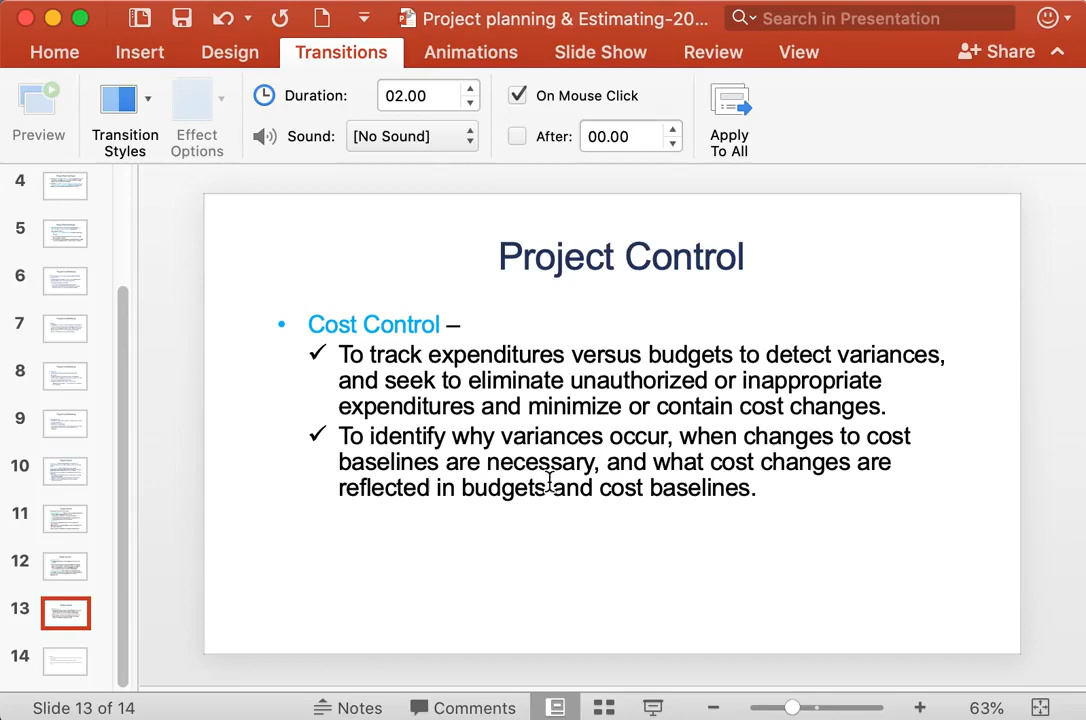 Project planning & Estimating-20...
Search in Presentation
Home Insert Design Transitions Animations Slide Show Review View Share
Preview
Transition Styles
Effect Options
Duration: 02.00
Sound: [No Sound]
On Mouse Click
After: 00.00
Apply To All
4
5
6
7
8
9
10
11
12
13
14
Project Control
• Cost Control –
✓ To track expenditures versus budgets to detect variances,
and seek to eliminate unauthorized or inappropriate
expenditures and minimize or contain cost changes.
✓ To identify why variances occur, when changes to cost
baselines are necessary, and what cost changes are
reflected in budgets and cost baselines.
Slide 13 of 14 Notes Comments 63%